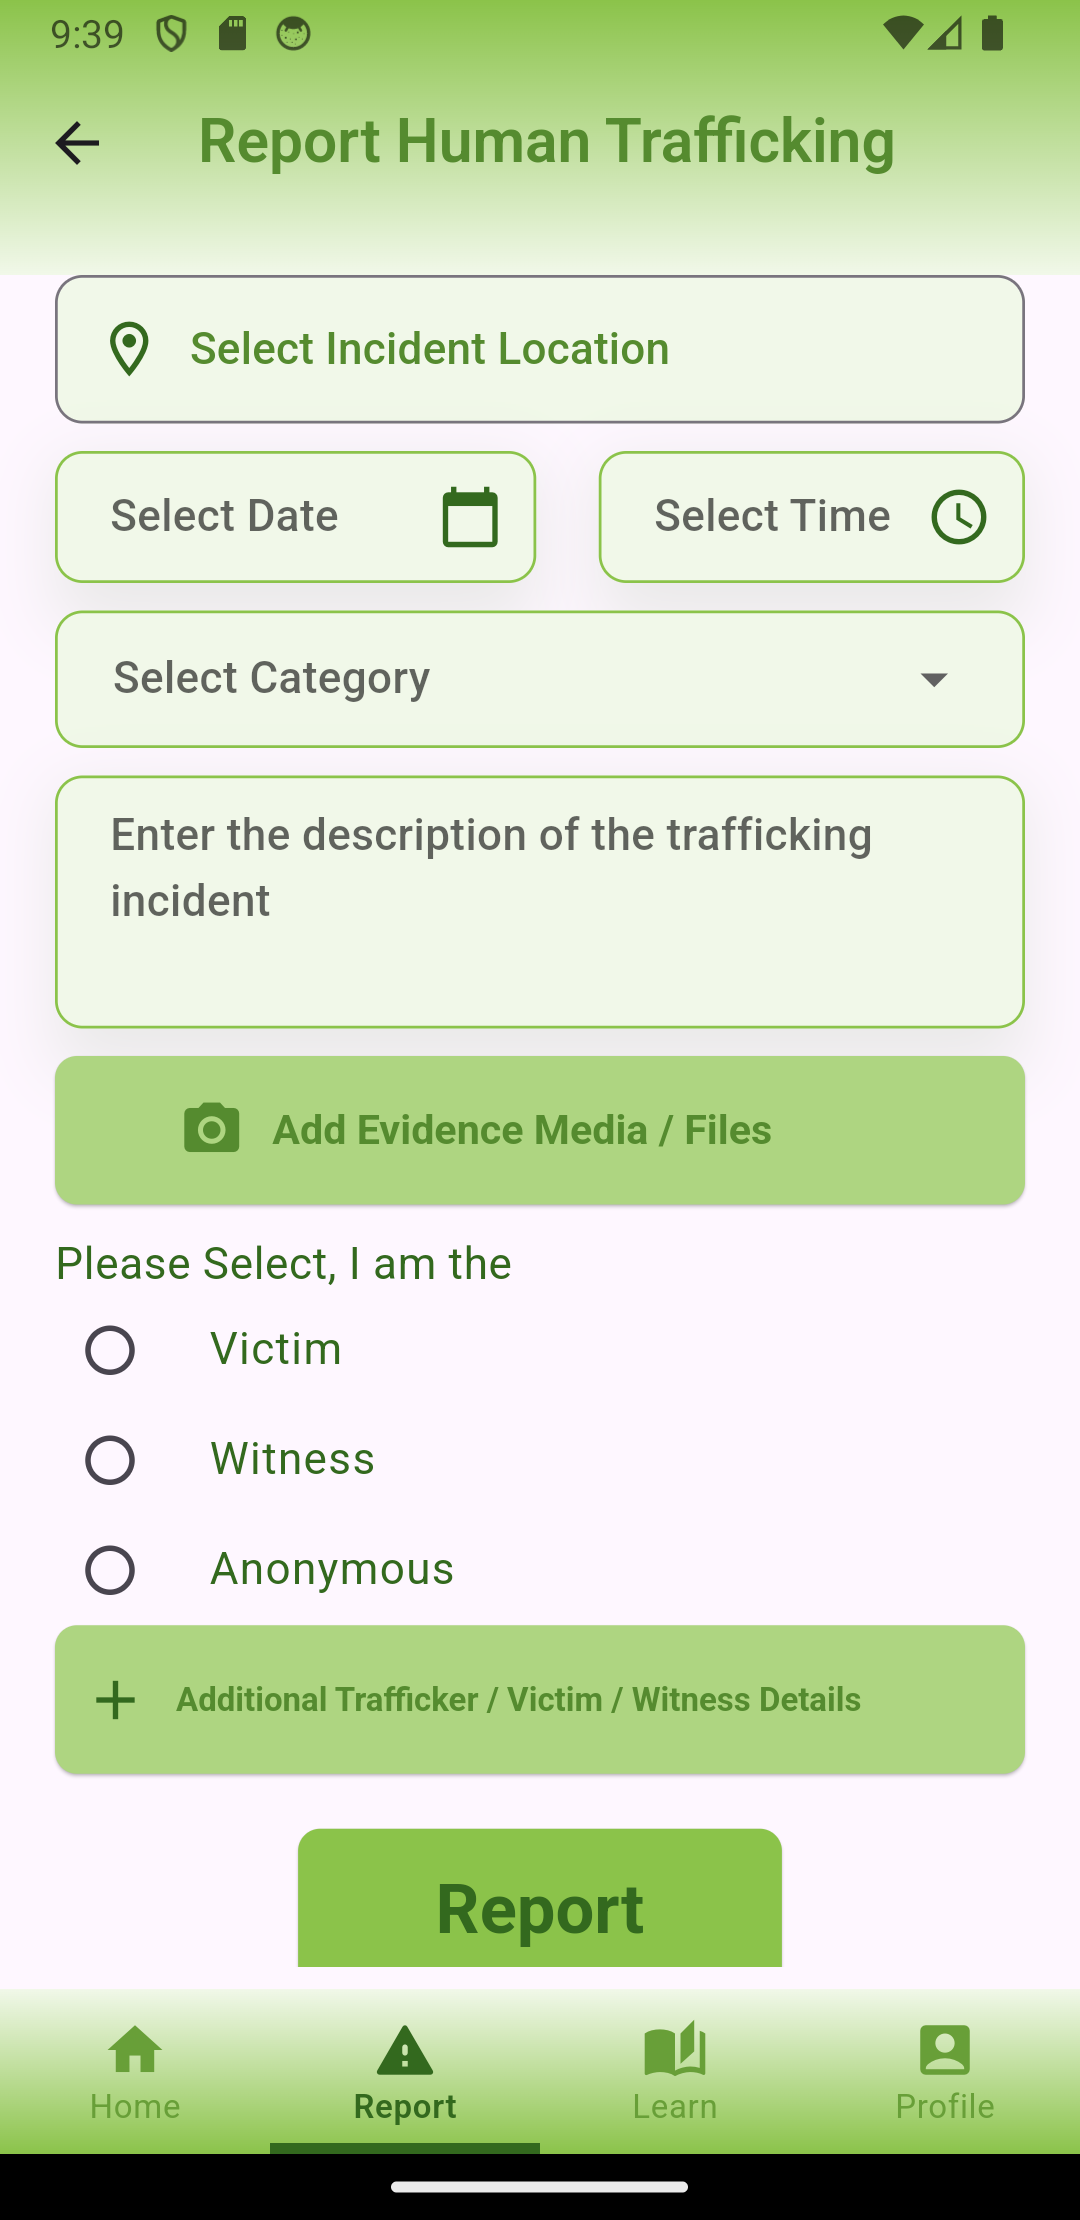 9:39
Report Human Trafficking
Select Incident Location
Select Date
Select Time
Select Category
Enter the description of the trafficking
incident
Add Evidence Media / Files
Please Select, I am the
Victim
Witness
Anonymous
Additional Trafficker / Victim / Witness Details
Report
Home
Report
Learn
Profile